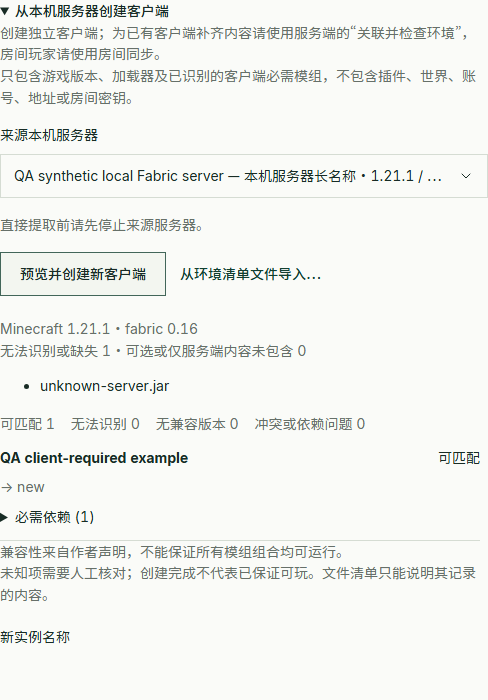 ▼ 从本机服务器创建客户端
创建独立客户端；为已有客户端补齐内容请使用服务端的“关联并检查环境”，
房间玩家请使用房间同步。
只包含游戏版本、加载器及已识别的客户端必需模组，不包含插件、世界、账
号、地址或房间密钥。
来源本机服务器
QA synthetic local Fabric server — 本机服务器长名称・1.21.1 / ...
直接提取前请先停止来源服务器。
预览并创建新客户端 从环境清单文件导入...
Minecraft 1.21.1・fabric 0.16
无法识别或缺失 1・可选或仅服务端内容未包含 0
• unknown-server.jar
可匹配 1 无法识别 0 无兼容版本 0 冲突或依赖问题 0
QA client-required example 可匹配
→ new
▶ 必需依赖 (1)
兼容性来自作者声明，不能保证所有模组组合均可运行。
未知项需要人工核对；创建完成不代表已保证可玩。文件清单只能说明其记录
的内容。
新实例名称